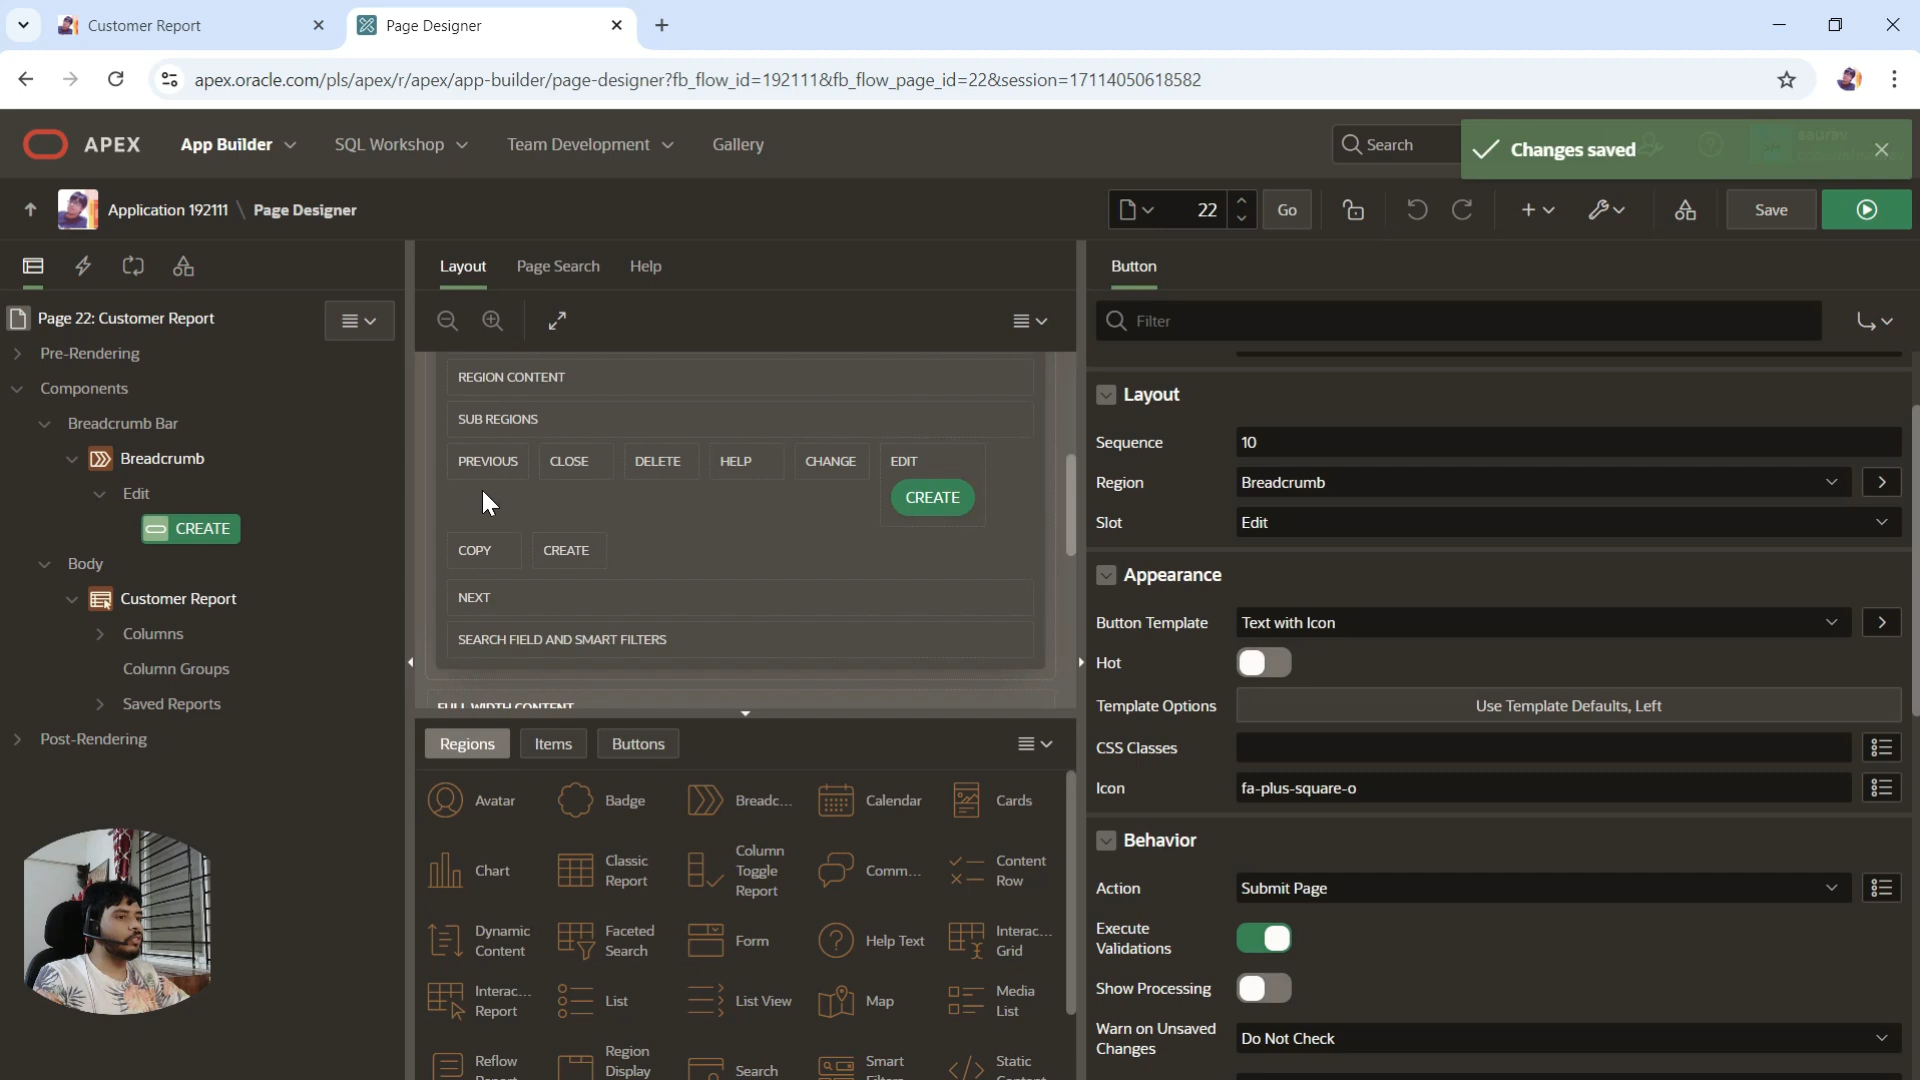 Customer Report
Page Designer
apex.oracle.com/pls/apex/r/apex/app-builder/page-designer?fb_flow_id=192111&fb_flow_page_id=22&session=17114050618582
APEX
App Builder
SQL Workshop
Team Development
Gallery
Search
Changes saved
saurav
Application 192111 \ Page Designer
22
Go
Save
Layout
Page Search
Help
Button
Filter
Page 22: Customer Report
Pre-Rendering
Components
Breadcrumb Bar
Breadcrumb
Edit
CREATE
Body
Customer Report
Columns
Column Groups
Saved Reports
Post-Rendering
REGION CONTENT
SUB REGIONS
PREVIOUS
CLOSE
DELETE
HELP
CHANGE
EDIT
CREATE
COPY
CREATE
NEXT
SEARCH FIELD AND SMART FILTERS
FULL WIDTH CONTENT
Regions
Items
Buttons
Avatar
Badge
Breadc...
Calendar
Cards
Chart
Classic
Report
Column
Toggle
Report
Comm...
Content
Row
Dynamic
Content
Faceted
Search
Form
Help Text
Interac...
Grid
Interac...
Report
List
List View
Map
Media
List
Reflow
Report
Region
Display
Search
Smart
Filters
Static
Content
Layout
Sequence
10
Region
Breadcrumb
Slot
Edit
Appearance
Button Template
Text with Icon
Hot
Template Options
Use Template Defaults, Left
CSS Classes
Icon
fa-plus-square-o
Behavior
Action
Submit Page
Execute
Validations
Show Processing
Warn on Unsaved
Changes
Do Not Check